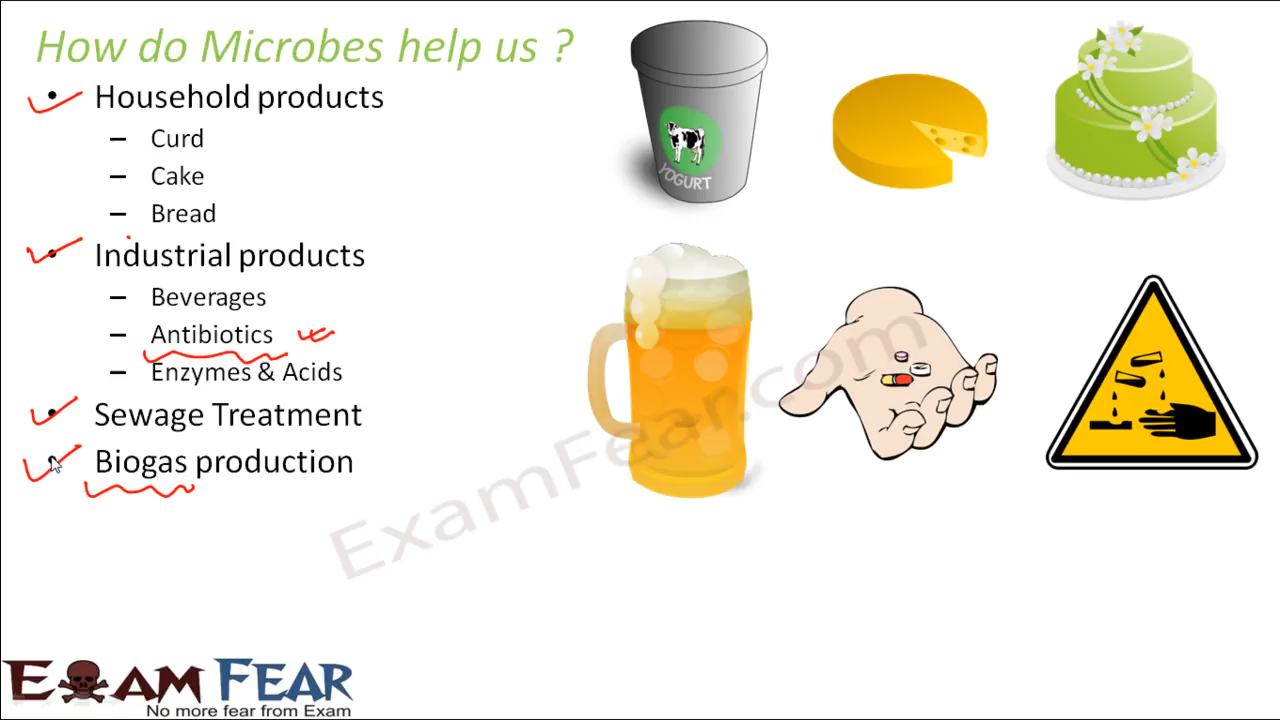 How do Microbes help us ?
• Household products
– Curd
– Cake
– Bread
• Industrial products
– Beverages
– Antibiotics
– Enzymes & Acids
• Sewage Treatment
• Biogas production
YOGURT
ExamFear.com
EXAM FEAR
No more fear from Exam